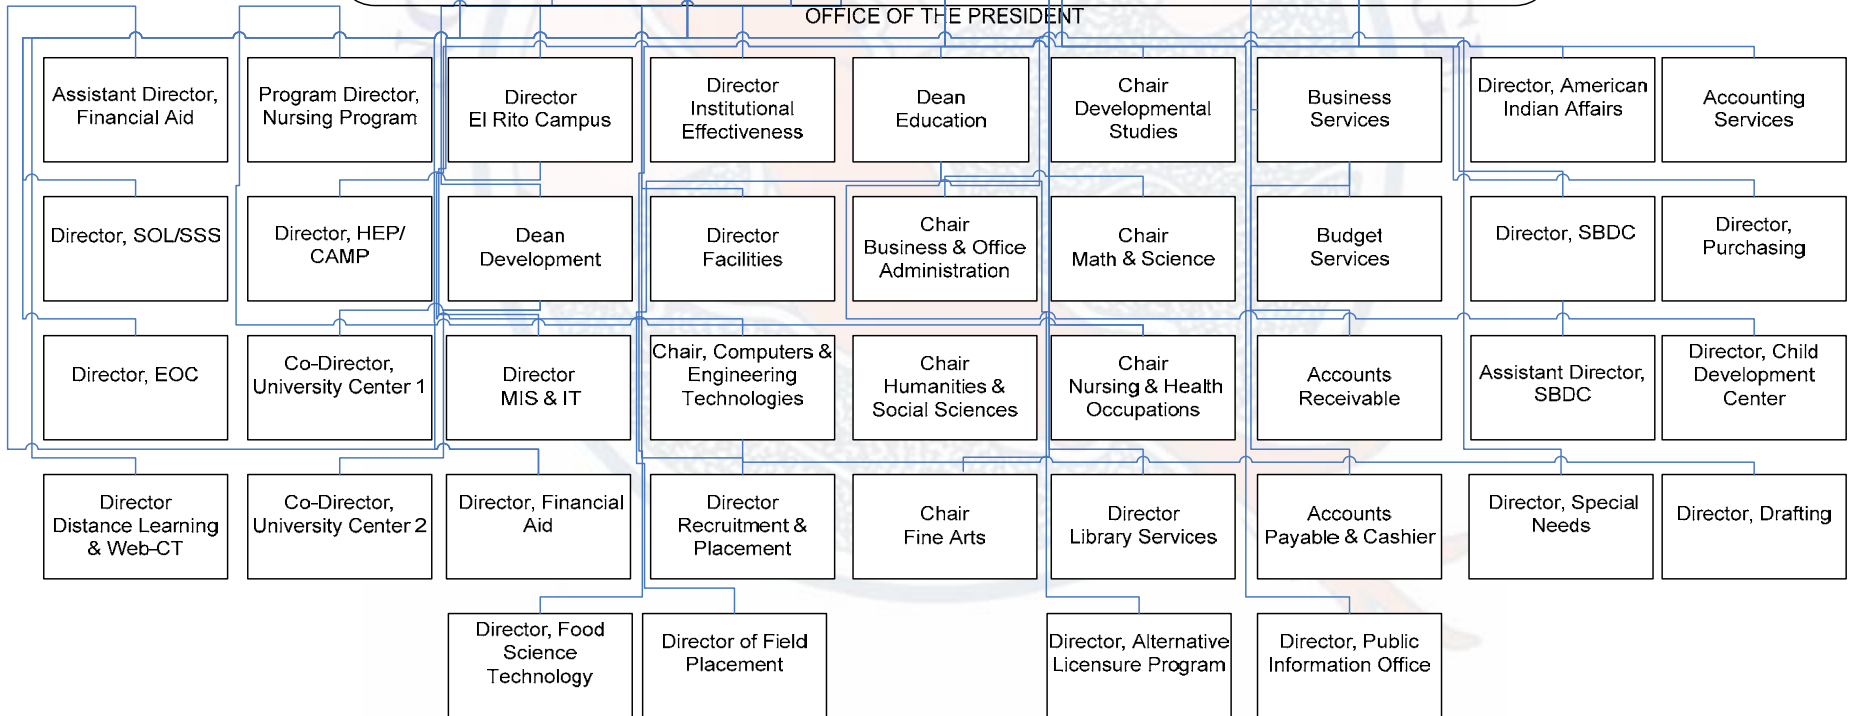 OFFICE OF THE PRESIDENT
Assistant Director,
Financial Aid
Program Director,
Nursing Program
Director
El Rito Campus
Director
Institutional
Effectiveness
Dean
Education
Chair
Developmental
Studies
Business
Services
Director, American
Indian Affairs
Accounting
Services
Director, SOL/SSS
Director, HEP/
CAMP
Dean
Development
Director
Facilities
Chair
Business & Office
Administration
Chair
Math & Science
Budget
Services
Director, SBDC
Director,
Purchasing
Director, EOC
Co-Director,
University Center 1
Director
MIS & IT
Chair, Computers &
Engineering
Technologies
Chair
Humanities &
Social Sciences
Chair
Nursing & Health
Occupations
Accounts
Receivable
Assistant Director,
SBDC
Director, Child
Development
Center
Director
Distance Learning
& Web-CT
Co-Director,
University Center 2
Director, Financial
Aid
Director
Recruitment &
Placement
Chair
Fine Arts
Director
Library Services
Accounts
Payable & Cashier
Director, Special
Needs
Director, Drafting
Director, Food
Science
Technology
Director of Field
Placement
Director, Alternative
Licensure Program
Director, Public
Information Office